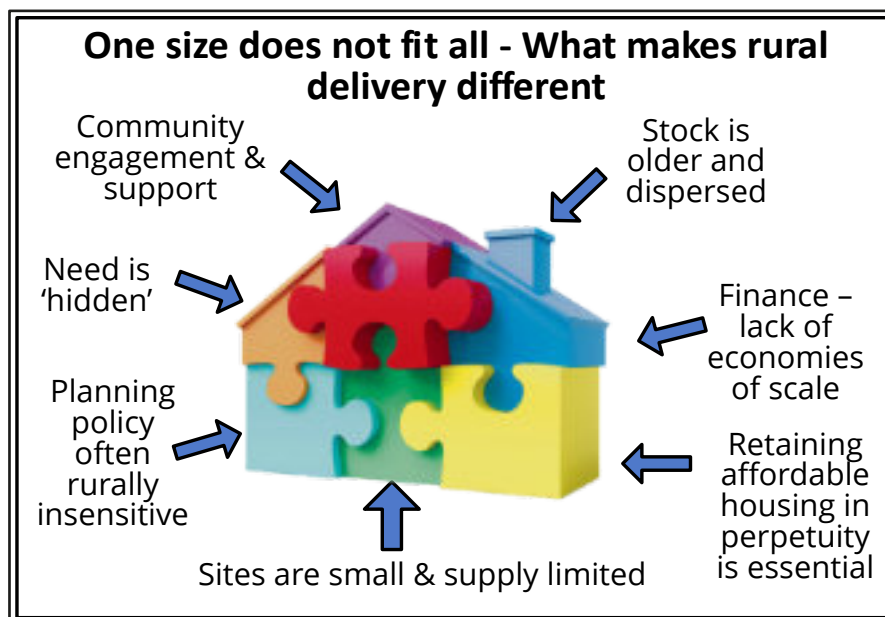 One size does not fit all - What makes rural
delivery different
Community
engagement &
support
Stock is
older and
dispersed
Need is
‘hidden’
Finance –
lack of
economies
of scale
Planning
policy
often
rurally
insensitive
Retaining
affordable
housing in
perpetuity
is essential
Sites are small & supply limited